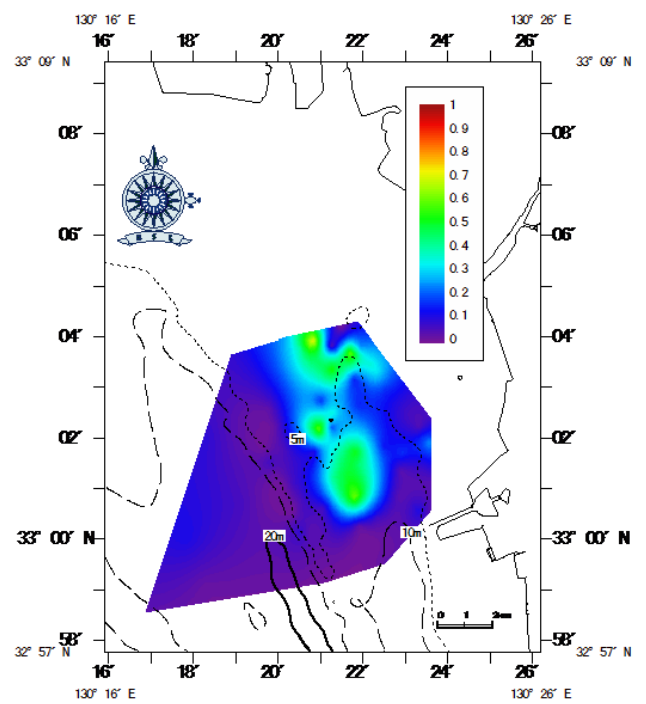 130° 16′ E 130° 26′ E
16′ 18′ 20′ 22′ 24′ 26′
33° 09′ N 33° 09′ N
1
0.9
08′ 08′
0.8
0.7
0.6
0.5
06′ 06′
0.4
0.3
0.2
0.1
04′ 04′
0
02′ 5m 02′
33° 00′ N 20m 10m 33° 00′ N
0 1 2km
58′ 58′
32° 57′ N 32° 57′ N
16′ 18′ 20′ 22′ 24′ 26′
130° 16′ E 130° 26′ E